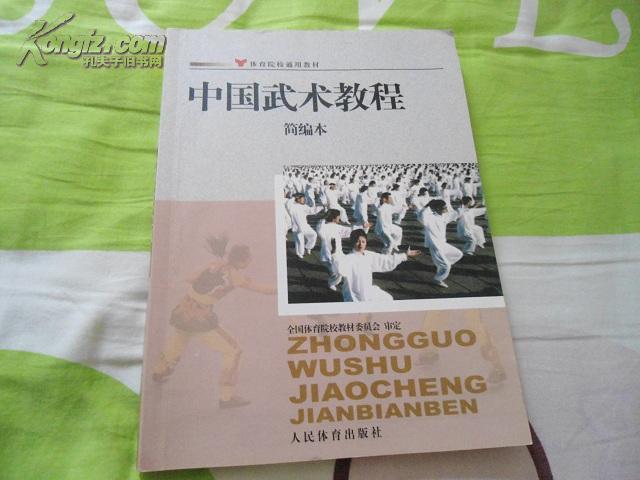 Kongfz.com
孔夫子旧书网
体育院校通用教材
中国武术教程
简编本
全国体育院校教材委员会 审定
ZHONGGUO
WUSHU
JIAOCHENG
JIANBIANBEN
人民体育出版社